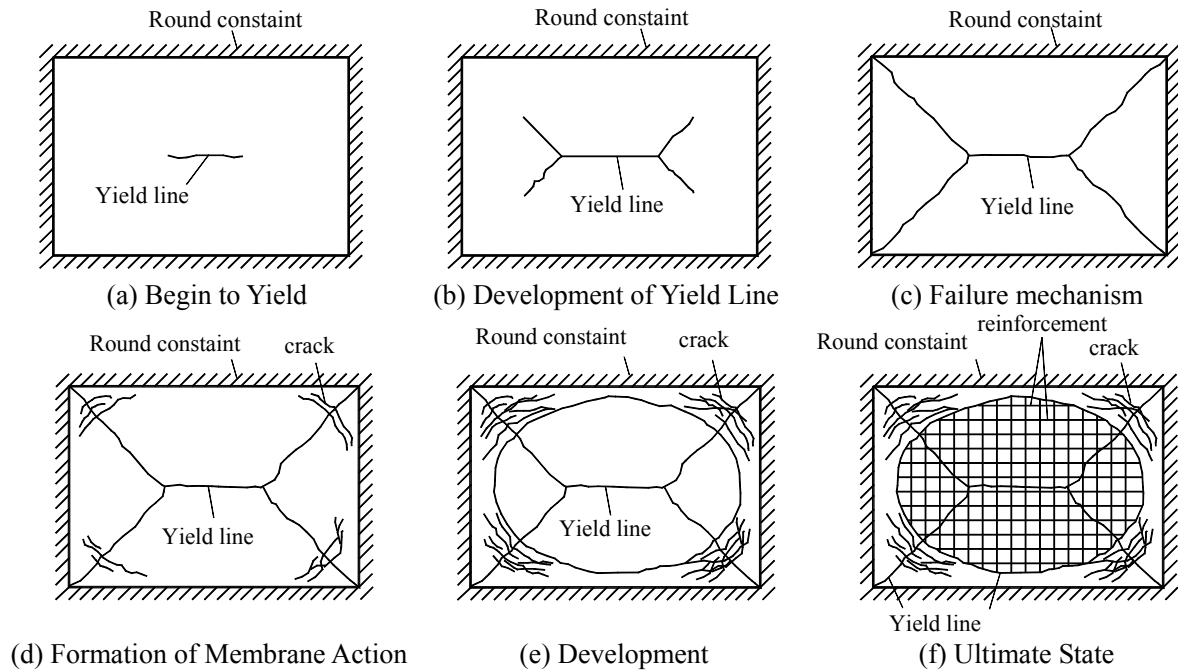 Round constaint
Round constaint
Round constaint
Yield line
Yield line
Yield line
(a) Begin to Yield
(b) Development of Yield Line
(c) Failure mechanism
Round constaint
crack
Round constaint
crack
Round constaint
reinforcement
crack
Yield line
Yield line
Yield line
(d) Formation of Membrane Action
(e) Development
(f) Ultimate State